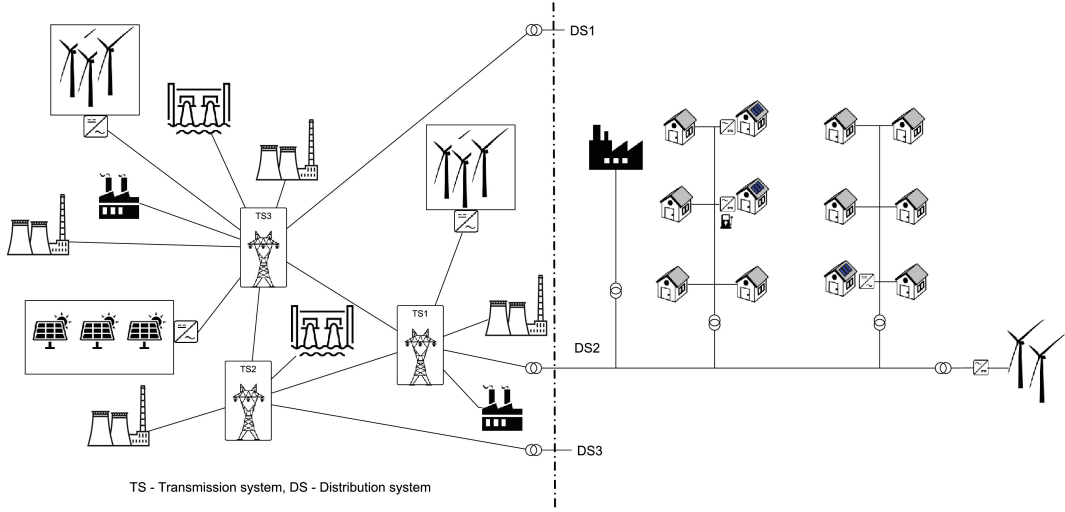 DS1
TS3
TS1
DS2
TS2
DS3
TS - Transmission system, DS - Distribution system